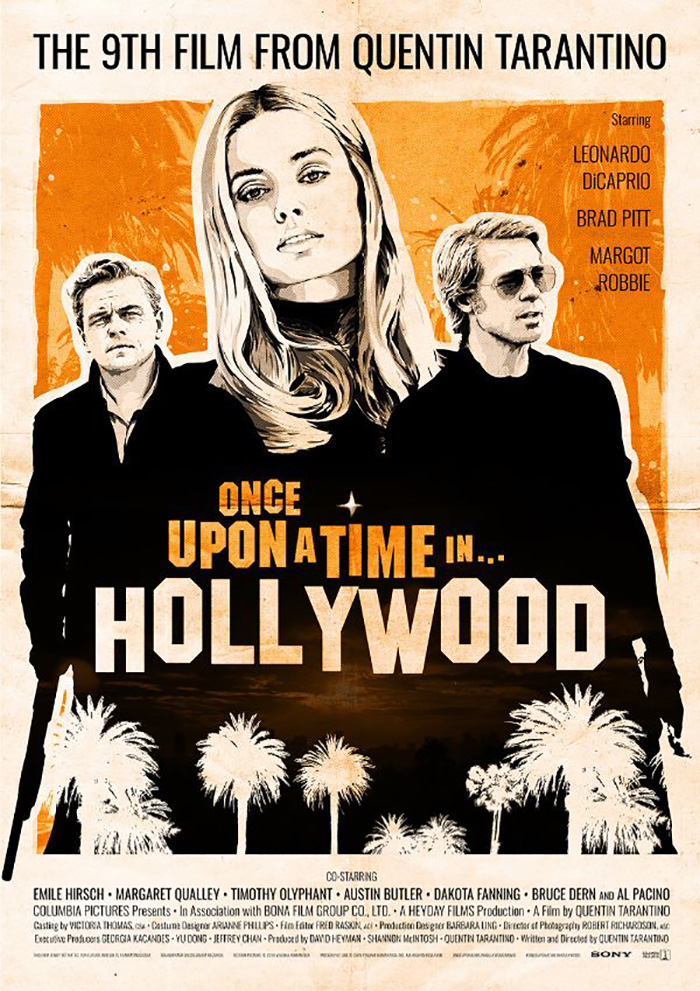 THE 9TH FILM FROM QUENTIN TARANTINO
Starring
LEONARDO
DiCAPRIO
BRAD PITT
MARGOT
ROBBIE
ONCE
UPON A TIME IN...
HOLLYWOOD
CO-STARRING
EMILE HIRSCH • MARGARET QUALLEY • TIMOTHY OLYPHANT • AUSTIN BUTLER • DAKOTA FANNING • BRUCE DERN AND AL PACINO
COLUMBIA PICTURES Presents • In Association with BONA FILM GROUP CO., LTD. • A HEYDAY FILMS Production • A Film by QUENTIN TARANTINO
Casting by VICTORIA THOMAS, CSA • Costume Designer ARIANNE PHILLIPS • Film Editor FRED RASKIN, ACE • Production Designer BARBARA LING • Director of Photography ROBERT RICHARDSON, ASC
Executive Producers GEORGIA KACANDES • YU DONG • JEFFREY CHAN • Produced by DAVID HEYMAN • SHANNON McINTOSH • QUENTIN TARANTINO • Written and Directed by QUENTIN TARANTINO
SONY